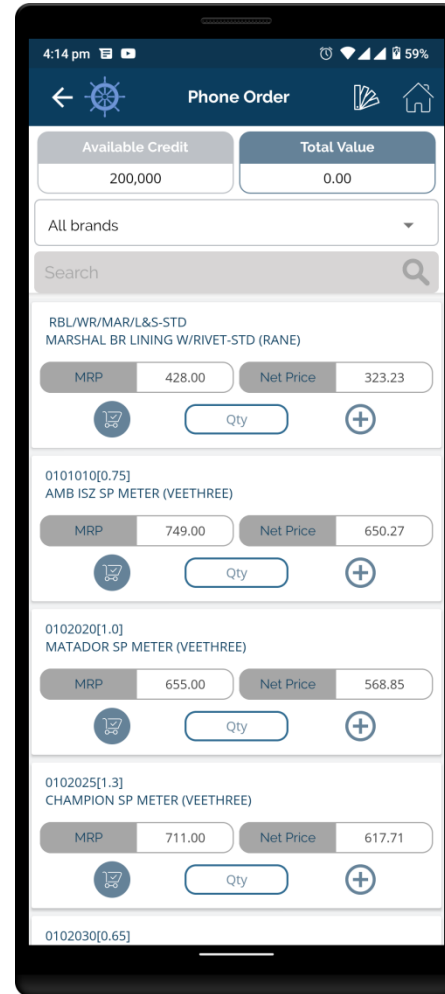 4:14 pm 59%
Phone Order
Available Credit Total Value
200,000 0.00
All brands
Search
RBL/WR/MAR/L&S-STD
MARSHAL BR LINING W/RIVET-STD (RANE)
MRP 428.00 Net Price 323.23
Qty
0101010[0.75]
AMB ISZ SP METER (VEETHREE)
MRP 749.00 Net Price 650.27
Qty
0102020[1.0]
MATADOR SP METER (VEETHREE)
MRP 655.00 Net Price 568.85
Qty
0102025[1.3]
CHAMPION SP METER (VEETHREE)
MRP 711.00 Net Price 617.71
Qty
0102030[0.65]